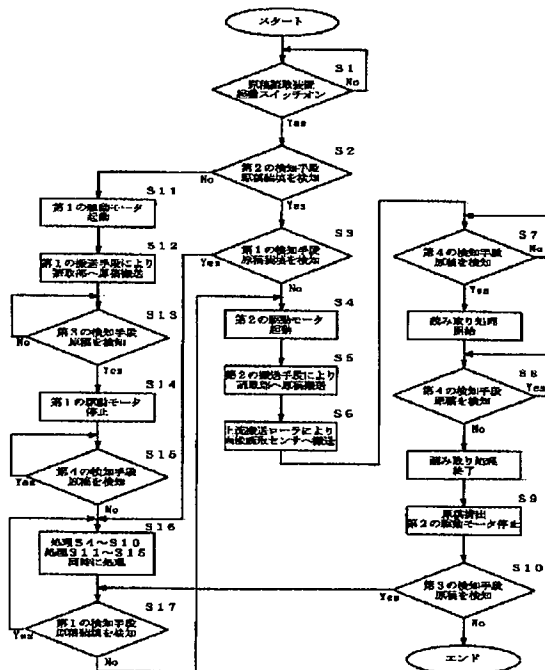 スタート
S1
原稿読取装置
起動スイッチオン
No
Yes
S2
第2の検知手段
原稿装填を検知
No
Yes
S3
第1の検知手段
原稿装填を検知
Yes
No
S4
第2の駆動モータ
起動
S5
第2の搬送手段により
読取部へ原稿搬送
S6
上流搬送ローラにより
画像読取センサへ搬送
S7
第4の検知手段
原稿を検知
No
Yes
読み取り処理
開始
S8
第4の検知手段
原稿を検知
Yes
No
読み取り処理
終了
S9
原稿排出
第2の駆動モータ停止
S10
第3の検知手段
原稿を検知
Yes
No
エンド
S11
第1の駆動モータ
起動
S12
第1の搬送手段により
読取部へ原稿搬送
S13
第3の検知手段
原稿を検知
No
Yes
S14
第1の駆動モータ
停止
S15
第4の検知手段
原稿を検知
Yes
No
S16
処理S4～S10
処理S11～S15
同時に処理
S17
第1の検知手段
原稿装填を検知
Yes
No